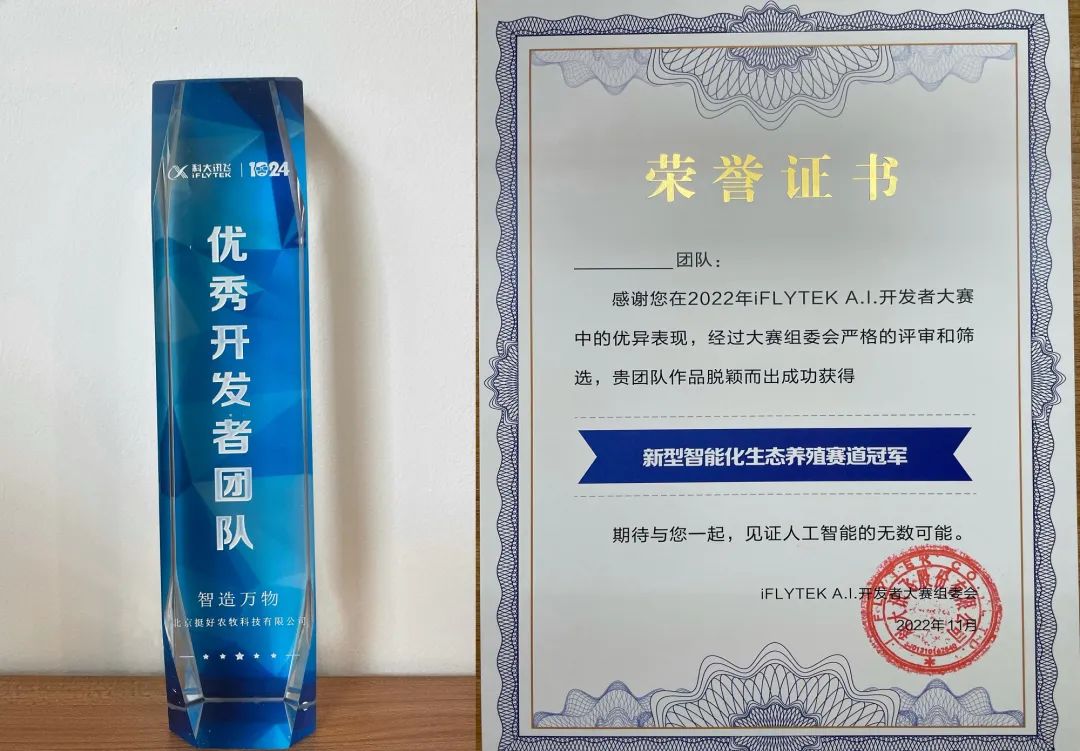 科大讯飞
iFLYTEK
1024
优秀开发者团队
智造万物
北京挺好农牧科技有限公司
荣誉证书
团队：
感谢您在2022年iFLYTEK A.I.开发者大赛
中的优异表现，经过大赛组委会严格的评审和筛
选，贵团队作品脱颖而出成功获得
新型智能化生态养殖赛道冠军
期待与您一起，见证人工智能的无数可能。
iFLYTEK A.I.开发者大赛组委会
2022年11月